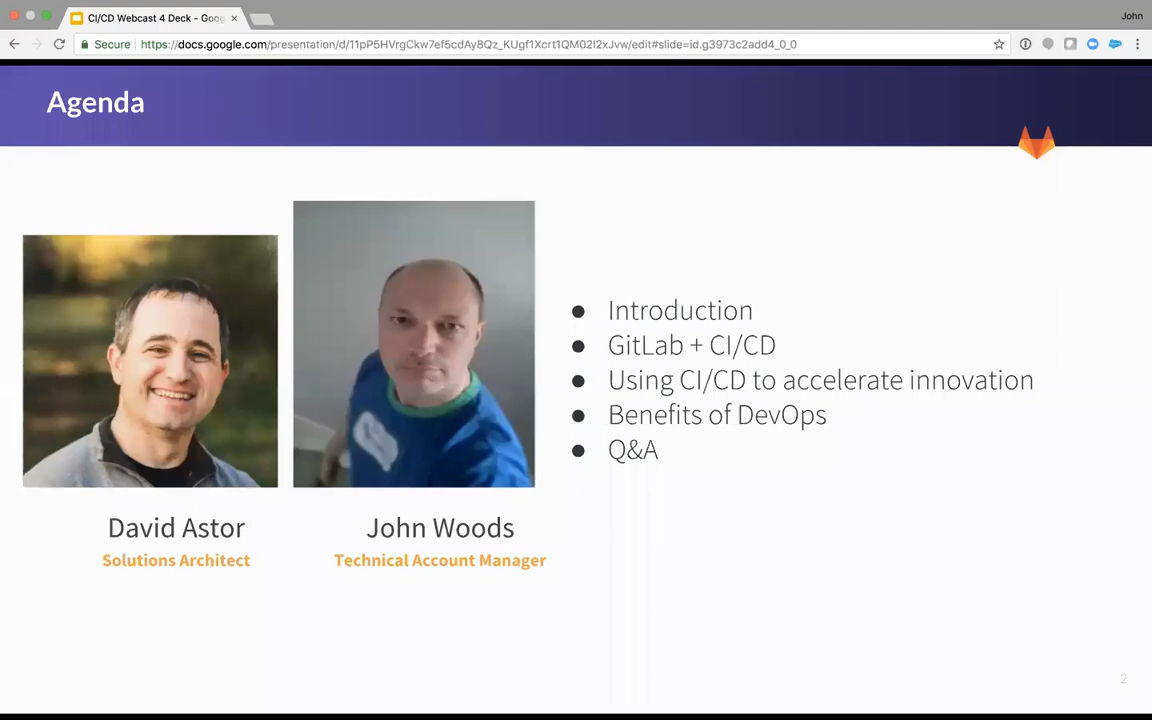 CI/CD Webcast 4 Deck - Goog
John
Secure
https://docs.google.com/presentation/d/11pP5HVrgCkw7ef5cdAy8Qz_KUgf1Xcrt1QM02I2xJvw/edit#slide=id.g3973c2add4_0_0
Agenda
Introduction
GitLab + CI/CD
Using CI/CD to accelerate innovation
Benefits of DevOps
Q&A
David Astor
Solutions Architect
John Woods
Technical Account Manager
2